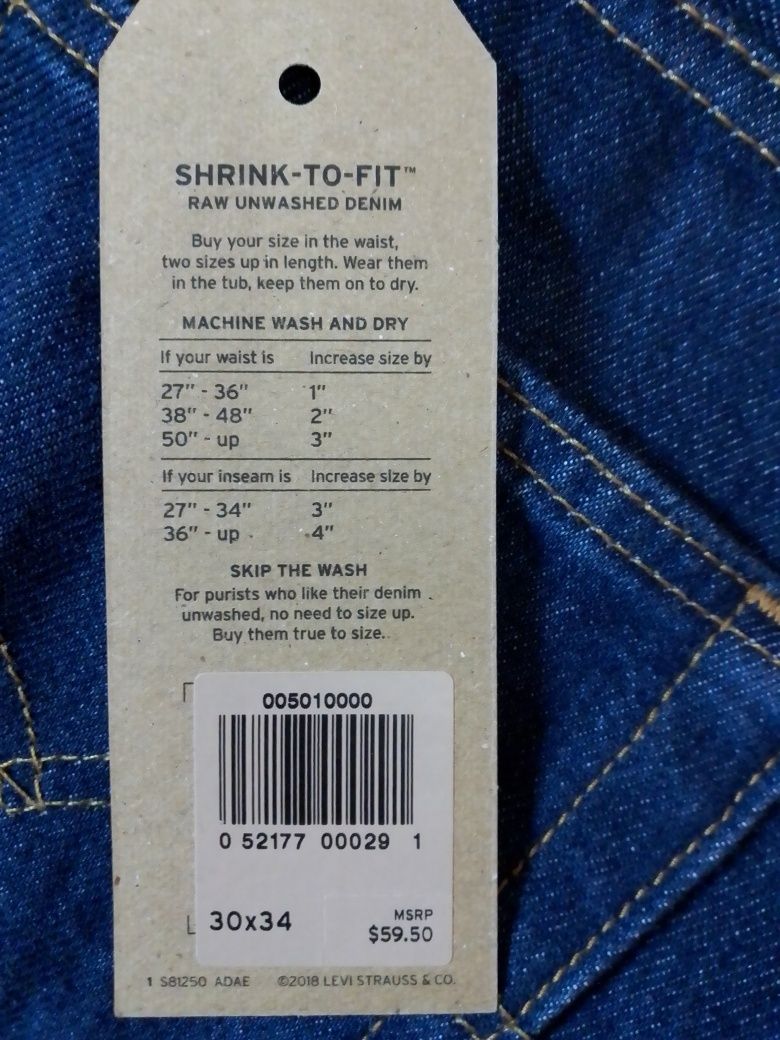 SHRINK-TO-FIT™
RAW UNWASHED DENIM
Buy your size in the waist,
two sizes up in length. Wear them
in the tub, keep them on to dry.
MACHINE WASH AND DRY
If your waist is Increase size by
27" - 36" 1"
38" - 48" 2"
50" - up 3"
If your inseam is Increase size by
27" - 34" 3"
36" - up 4"
SKIP THE WASH
For purists who like their denim
unwashed, no need to size up.
Buy them true to size.
005010000
0 52177 00029 1
30x34 MSRP
$59.50
1 S81250 ADAE ©2018 LEVI STRAUSS & CO.